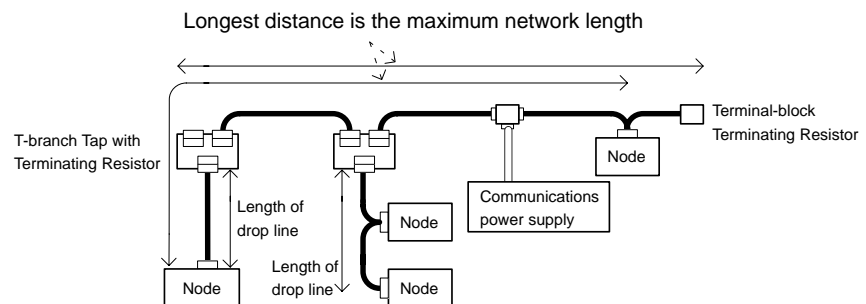 Longest distance is the maximum network length
T-branch Tap with
Terminating Resistor
Terminal-block
Terminating Resistor
Node
Communications
power supply
Length of
drop line
Node
Length of
drop line
Node
Node